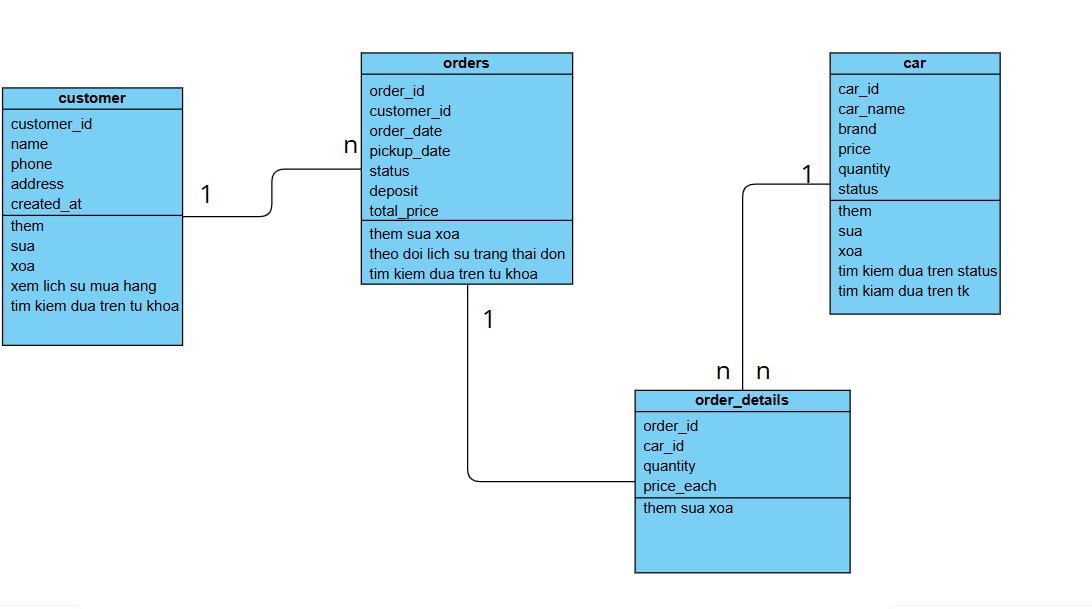 customer
customer_id
name
phone
address
created_at
them
sua
xoa
xem lich su mua hang
tim kiem dua tren tu khoa
1
n
orders
order_id
customer_id
order_date
pickup_date
status
deposit
total_price
them sua xoa
theo doi lich su trang thai don
tim kiem dua tren tu khoa
1
car
car_id
car_name
brand
price
quantity
status
them
sua
xoa
tim kiem dua tren status
tim kiam dua tren tk
1
n n
order_details
order_id
car_id
quantity
price_each
them sua xoa